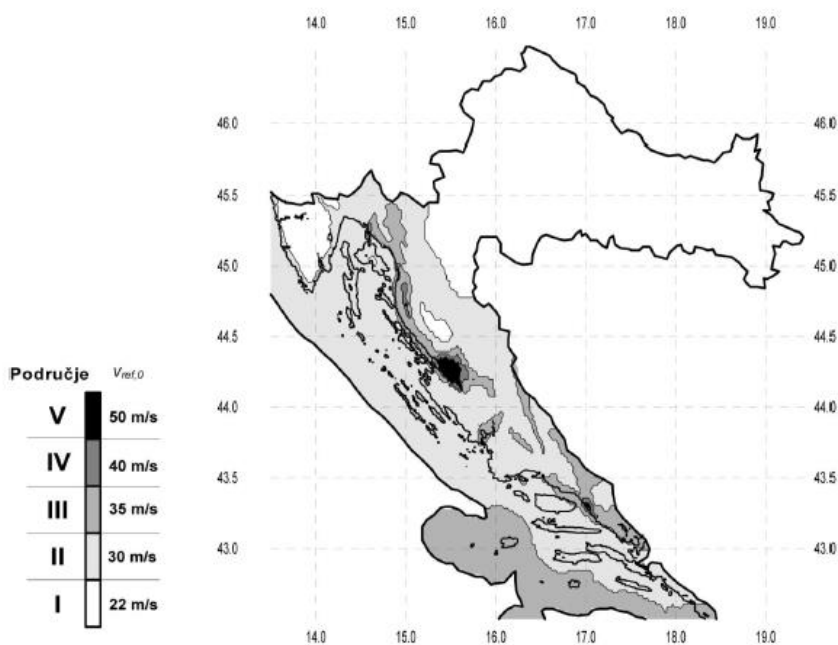 14.0 15.0 16.0 17.0 18.0 19.0
46.0 46.0
45.5 45.5
45.0 45.0
44.5 44.5
Područje Vref,0
44.0 44.0
V 50 m/s
IV 40 m/s
43.5 43.5
III 35 m/s
43.0 43.0
II 30 m/s
I 22 m/s
14.0 15.0 16.0 17.0 18.0 19.0